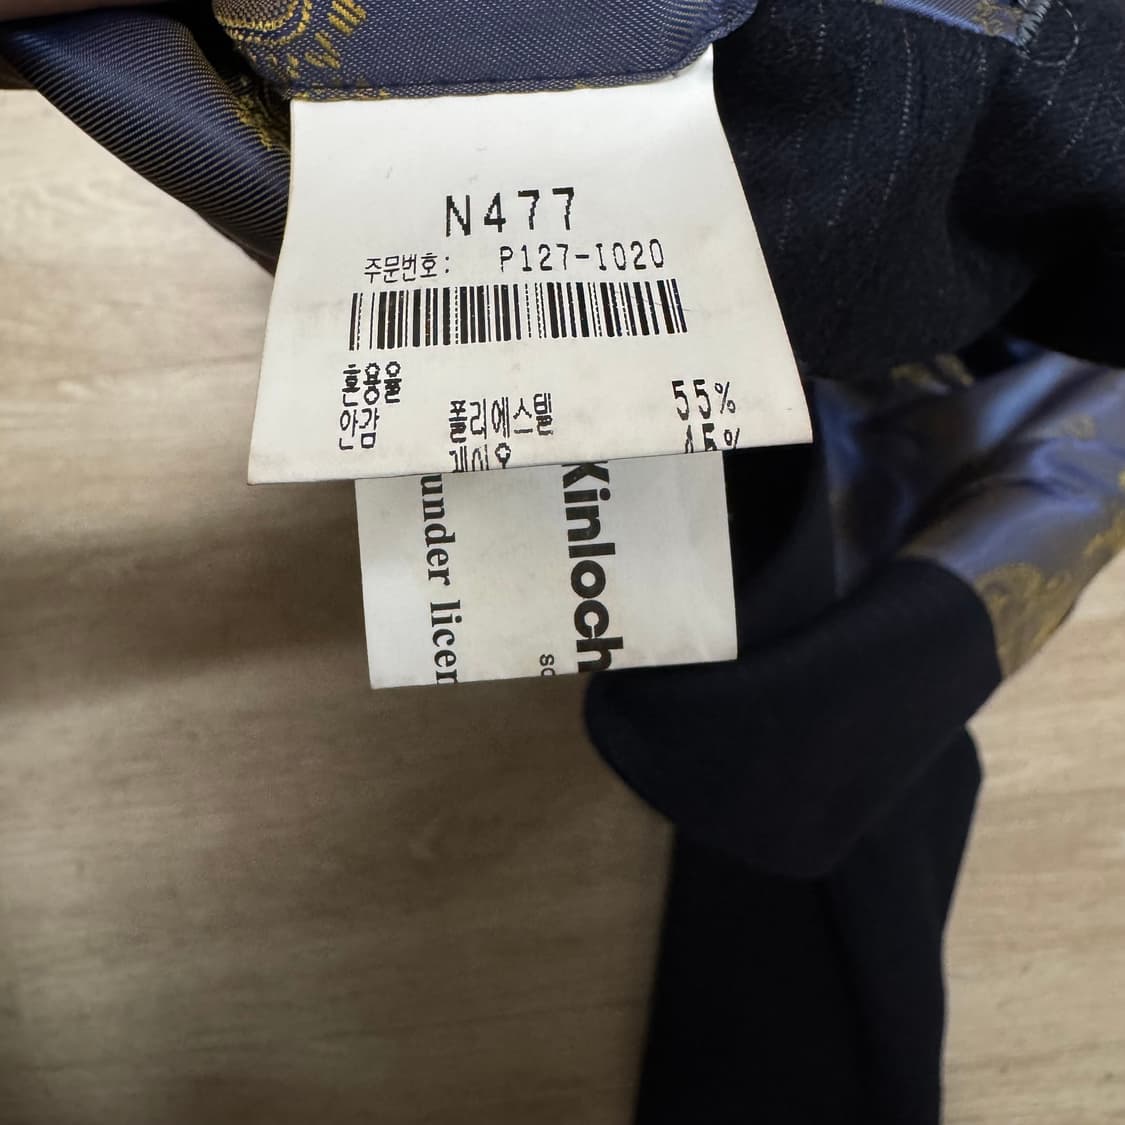 N477
주문번호: P127-I020
혼용율
안감 폴리에스텔 55%
45%
Kinloch
under licen